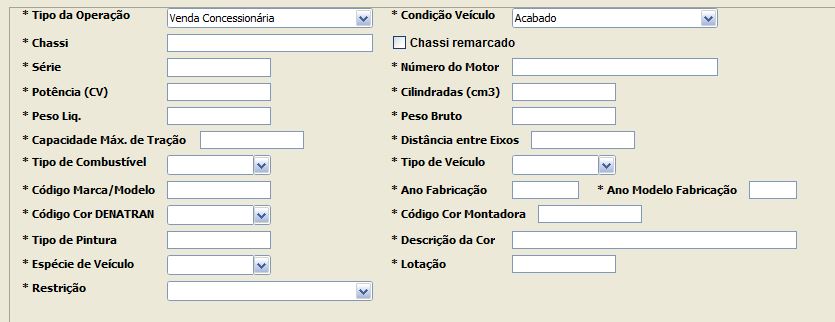 * Tipo da Operação Venda Concessionária * Condição Veículo Acabado
* Chassi Chassi remarcado
* Série * Número do Motor
* Potência (CV) * Cilindradas (cm3)
* Peso Liq. * Peso Bruto
* Capacidade Máx. de Tração * Distância entre Eixos
* Tipo de Combustível * Tipo de Veículo
* Código Marca/Modelo * Ano Fabricação * Ano Modelo Fabricação
* Código Cor DENATRAN * Código Cor Montadora
* Tipo de Pintura * Descrição da Cor
* Espécie de Veículo * Lotação
* Restrição